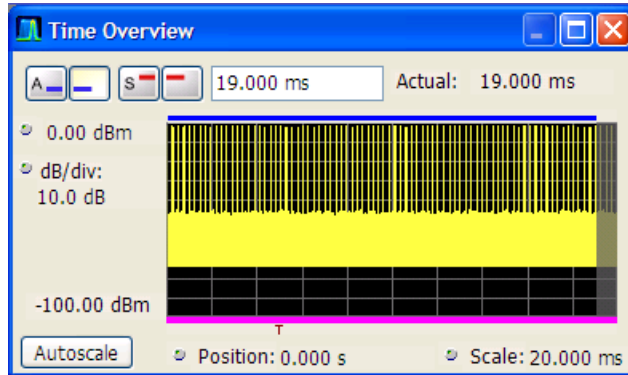 Time Overview
A S 19.000 ms Actual: 19.000 ms
0.00 dBm
dB/div:
10.0 dB
-100.00 dBm
T
Autoscale Position: 0.000 s Scale: 20.000 ms